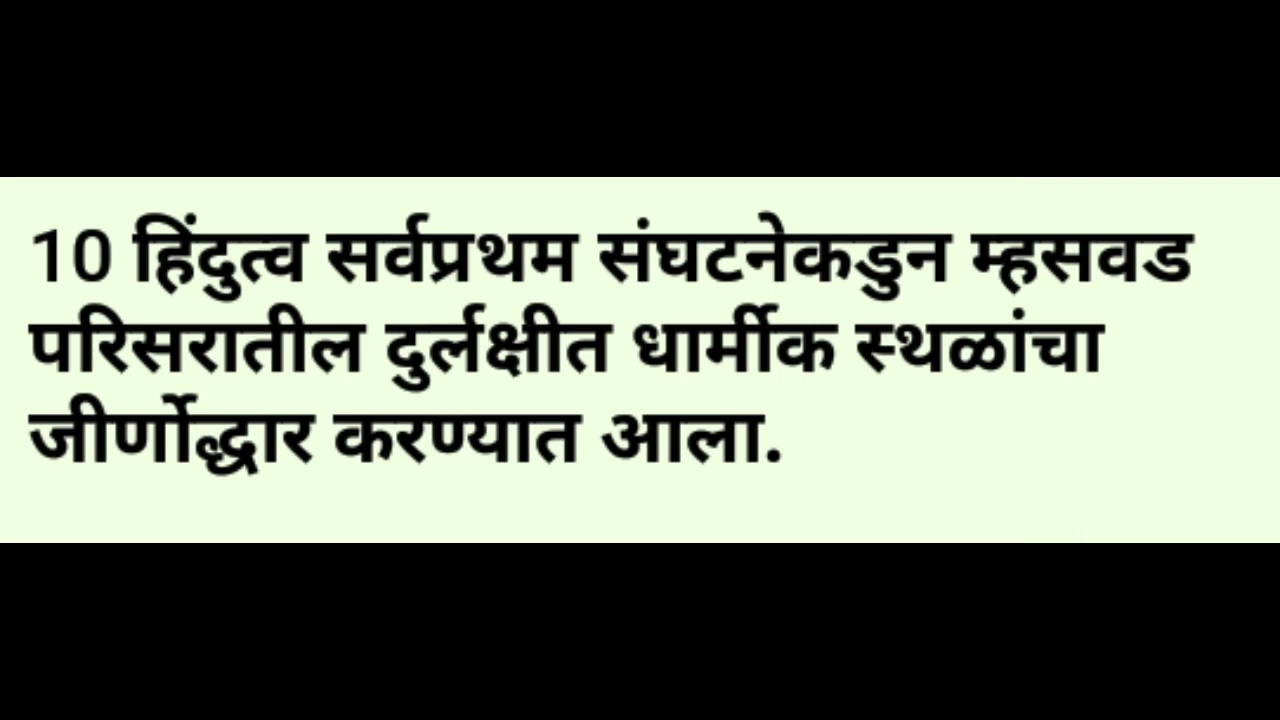 10 हिंदुत्व सर्वप्रथम संघटनेकडुन म्हसवड
परिसरातील दुर्लक्षीत धार्मीक स्थळांचा
जीर्णोद्धार करण्यात आला.